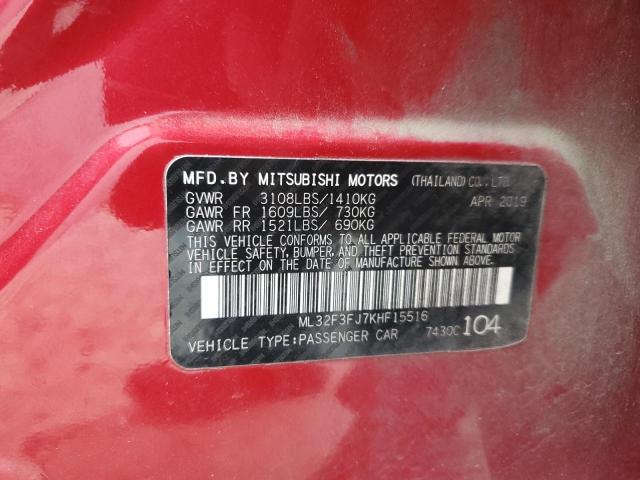 MFD.BY MITSUBISHI MOTORS (THAILAND) CO.,LTD.
GVWR 3108LBS/1410KG APR 2019
GAWR FR 1609LBS/ 730KG
GAWR RR 1521LBS/ 690KG
THIS VEHICLE CONFORMS TO ALL APPLICABLE FEDERAL MOTOR
VEHICLE SAFETY, BUMPER, AND THEFT PREVENTION STANDARDS
IN EFFECT ON THE DATE OF MANUFACTURE SHOWN ABOVE.
ML32F3FJ7KHF15516
VEHICLE TYPE:PASSENGER CAR 7430C 104